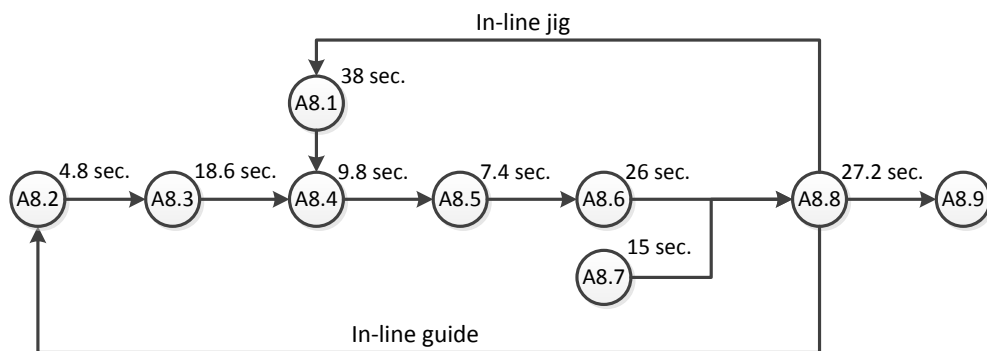 In-line jig
38 sec.
A8.1
4.8 sec.
18.6 sec.
9.8 sec.
7.4 sec.
26 sec.
27.2 sec.
A8.2
A8.3
A8.4
A8.5
A8.6
A8.8
A8.9
15 sec.
A8.7
In-line guide